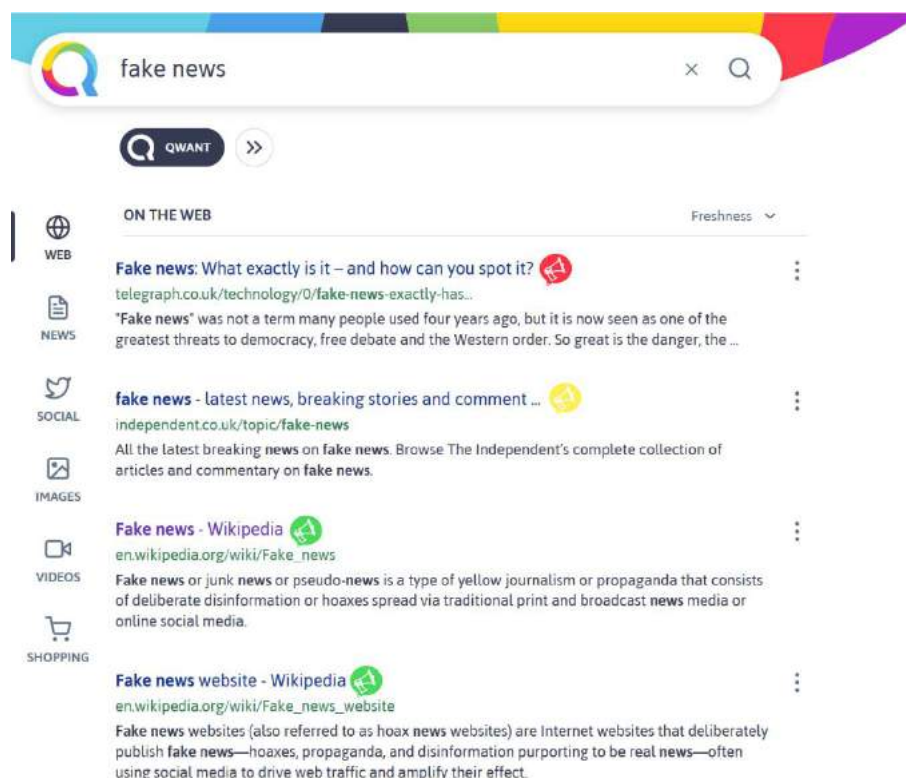 fake news
QWANT
ON THE WEB
Freshness
WEB
NEWS
SOCIAL
IMAGES
VIDEOS
SHOPPING
Fake news: What exactly is it – and how can you spot it?
telegraph.co.uk/technology/0/fake-news-exactly-has...
"Fake news" was not a term many people used four years ago, but it is now seen as one of the
greatest threats to democracy, free debate and the Western order. So great is the danger, the ...
fake news - latest news, breaking stories and comment ...
independent.co.uk/topic/fake-news
All the latest breaking news on fake news. Browse The Independent's complete collection of
articles and commentary on fake news.
Fake news - Wikipedia
en.wikipedia.org/wiki/Fake_news
Fake news or junk news or pseudo-news is a type of yellow journalism or propaganda that consists
of deliberate disinformation or hoaxes spread via traditional print and broadcast news media or
online social media.
Fake news website - Wikipedia
en.wikipedia.org/wiki/Fake_news_website
Fake news websites (also referred to as hoax news websites) are Internet websites that deliberately
publish fake news—hoaxes, propaganda, and disinformation purporting to be real news—often
using social media to drive web traffic and amplify their effect.